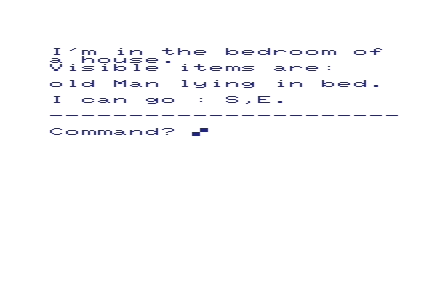 I'm in the bedroom of
a house.
Visible items are:
old Man lying in bed.
I can go : S,E.
----------------------
Command?